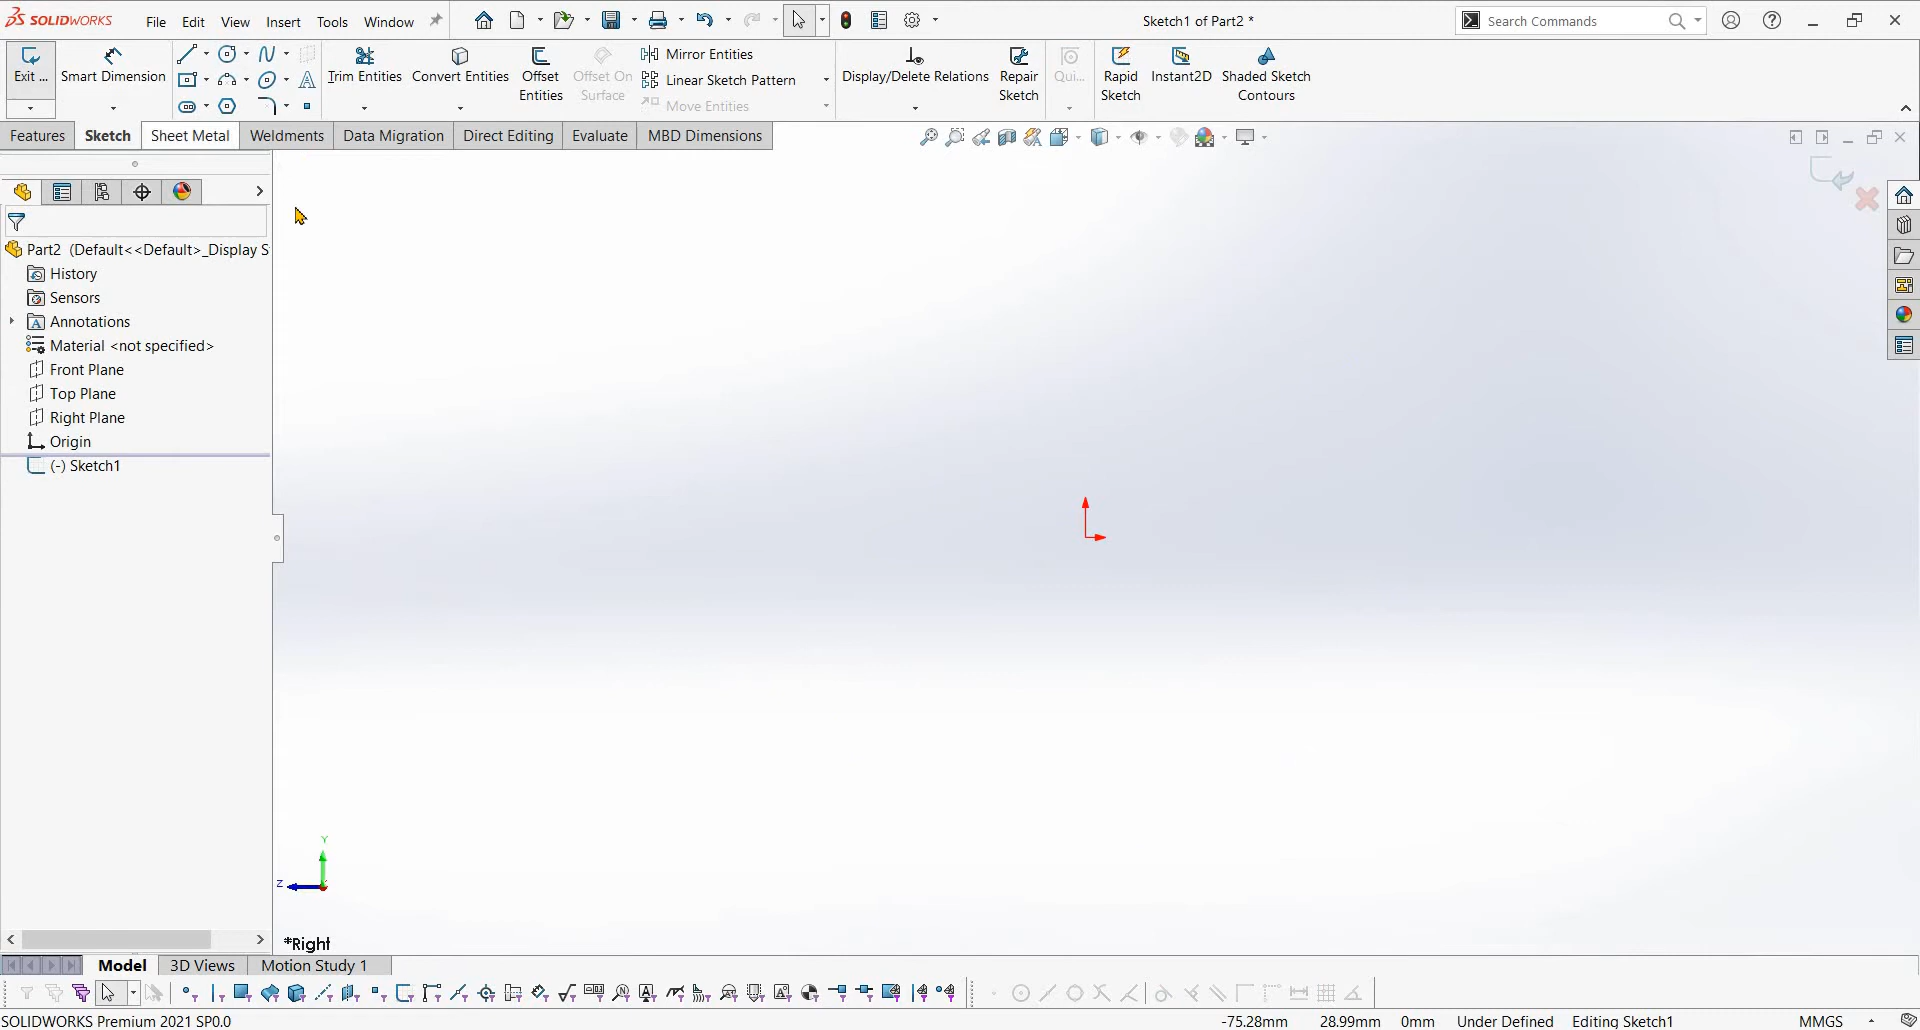 SOLIDWORKS File Edit View Insert Tools Window Sketch1 of Part2 * Search Commands
Exit ... Smart Dimension Trim Entities Convert Entities Offset Entities Offset On Surface Mirror Entities Display/Delete Relations Repair Sketch Qui... Rapid Sketch Instant2D Shaded Sketch Contours
Linear Sketch Pattern
Move Entities
Features Sketch Sheet Metal Weldments Data Migration Direct Editing Evaluate MBD Dimensions
Part2 (Default<<Default>_Display S
History
Sensors
Annotations
Material <not specified>
Front Plane
Top Plane
Right Plane
Origin
(-) Sketch1
Y
Z
*Right
Model 3D Views Motion Study 1
SOLIDWORKS Premium 2021 SP0.0 -75.28mm 28.99mm 0mm Under Defined Editing Sketch1 MMGS